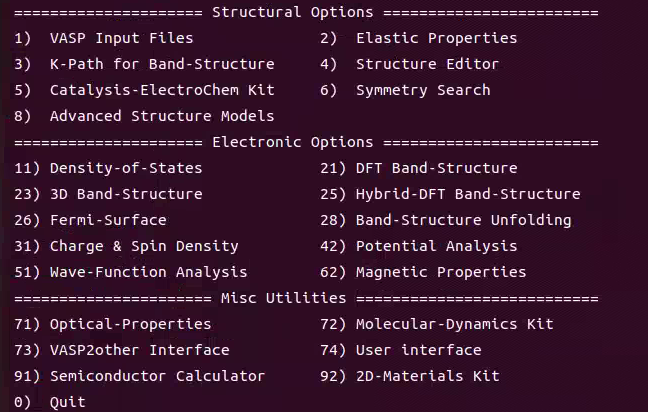 ===================== Structural Options ========================
1)  VASP Input Files              2)  Elastic Properties
3)  K-Path for Band-Structure     4)  Structure Editor
5)  Catalysis-ElectroChem Kit     6)  Symmetry Search
8)  Advanced Structure Models
===================== Electronic Options ========================
11) Density-of-States             21) DFT Band-Structure
23) 3D Band-Structure             25) Hybrid-DFT Band-Structure
26) Fermi-Surface                 28) Band-Structure Unfolding
31) Charge & Spin Density         42) Potential Analysis
51) Wave-Function Analysis        62) Magnetic Properties
====================== Misc Utilities ===========================
71) Optical-Properties            72) Molecular-Dynamics Kit
73) VASP2other Interface          74) User interface
91) Semiconductor Calculator      92) 2D-Materials Kit
0)  Quit